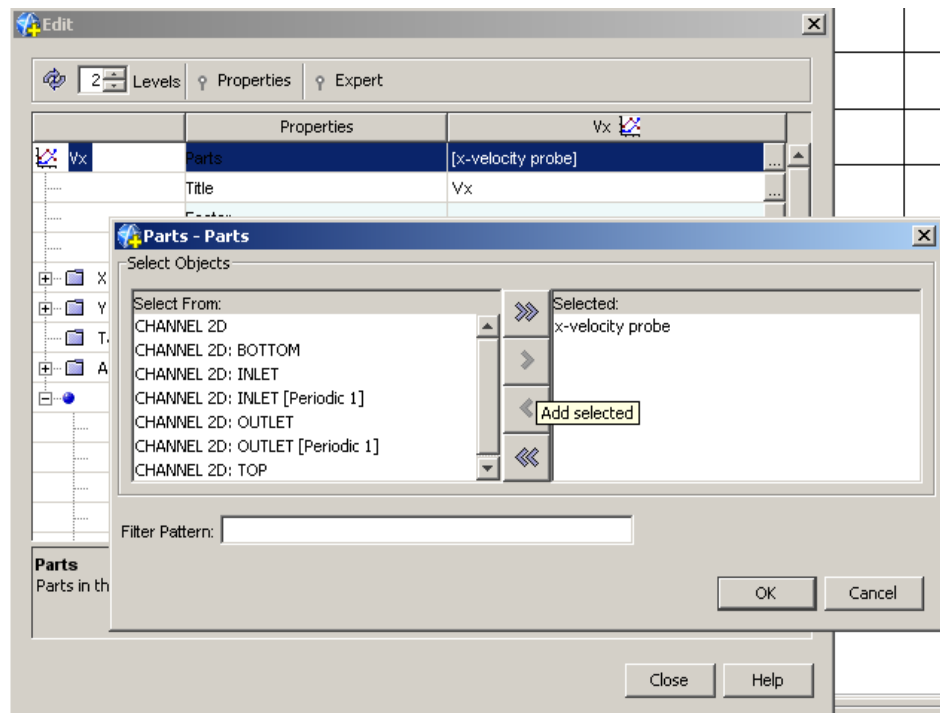 Edit
2 Levels Properties Expert
Properties Vx
Vx Parts [x-velocity probe] ...
Title Vx ...
Parts - Parts
Select Objects
Select From: Selected:
CHANNEL 2D x-velocity probe
CHANNEL 2D: BOTTOM
CHANNEL 2D: INLET
CHANNEL 2D: INLET [Periodic 1]
Add selected
CHANNEL 2D: OUTLET
CHANNEL 2D: OUTLET [Periodic 1]
CHANNEL 2D: TOP
X
Y
A
Filter Pattern:
Parts
Parts in th
OK Cancel
Close Help